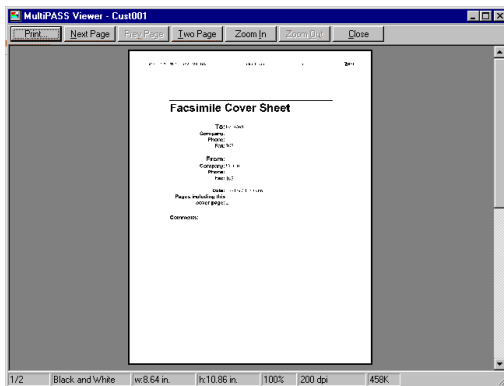 MultiPASS Viewer - Cust001
Print... Next Page Prev Page Two Page Zoom In Zoom Out Close
Facsimile Cover Sheet
To:
Company:
Phone:
Fax:
From:
Company:
Phone:
Fax:
Date:
Pages including this
cover page:
Comments:
1/2 Black and White w:8.64 in. h:10.86 in. 100% 200 dpi 458K